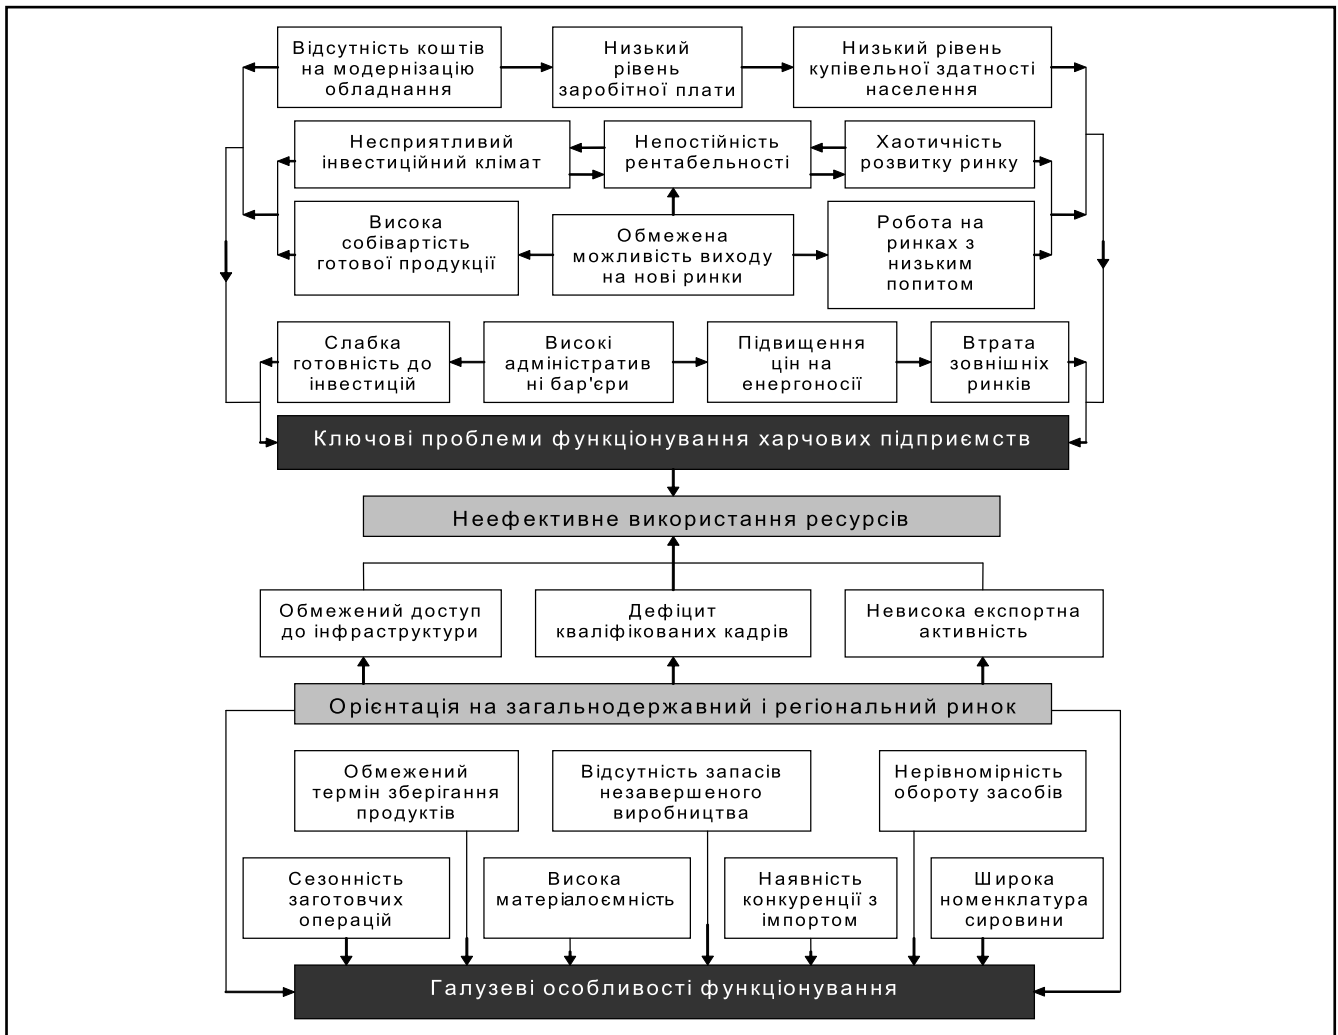 Відсутність коштів
на модернізацію
обладнання
Низький
рівень
заробітної плати
Низький рівень
купівельної здатності
населення
Несприятливий
інвестиційний клімат
Непостійність
рентабельності
Хаотичність
розвитку ринку
Висока
собівартість
готової продукції
Обмежена
можливість виходу
на нові ринки
Робота на
ринках з
низьким
попитом
Слабка
готовність до
інвестицій
Високі
адміністратив
ні бар'єри
Підвищення
цін на
енергоносії
Втрата
зовнішніх
ринків
Ключові проблеми функціонування харчових підприємств
Неефективне використання ресурсів
Обмежений доступ
до інфраструктури
Дефіцит
кваліфікованих кадрів
Невисока експортна
активність
Орієнтація на загальнодержавний і регіональний ринок
Обмежений
термін зберігання
продуктів
Відсутність запасів
незавершеного
виробництва
Нерівномірність
обороту засобів
Сезонність
заготовчих
операцій
Висока
матеріалоємність
Наявність
конкуренції з
імпортом
Широка
номенклатура
сировини
Галузеві особливості функціонування